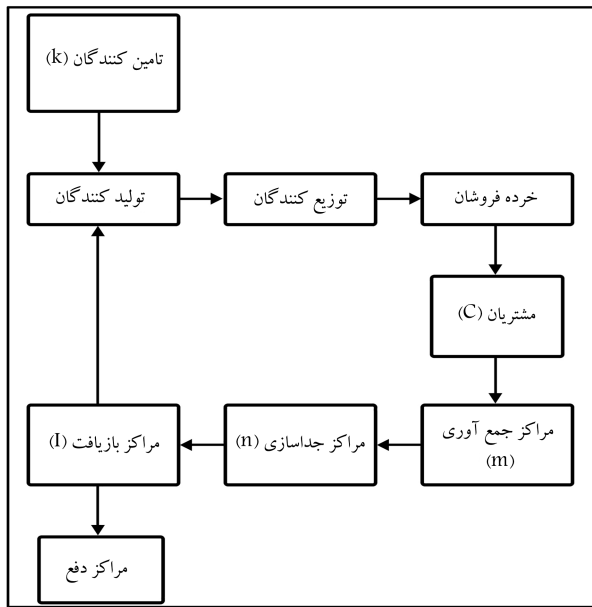 تامین کنندگان (k)
تولید کنندگان
توزیع کنندگان
خرده فروشان
مشتریان (C)
مراکز جمع آوری
(m)
مراکز جداسازی (n)
مراکز بازیافت (I)
مراکز دفع